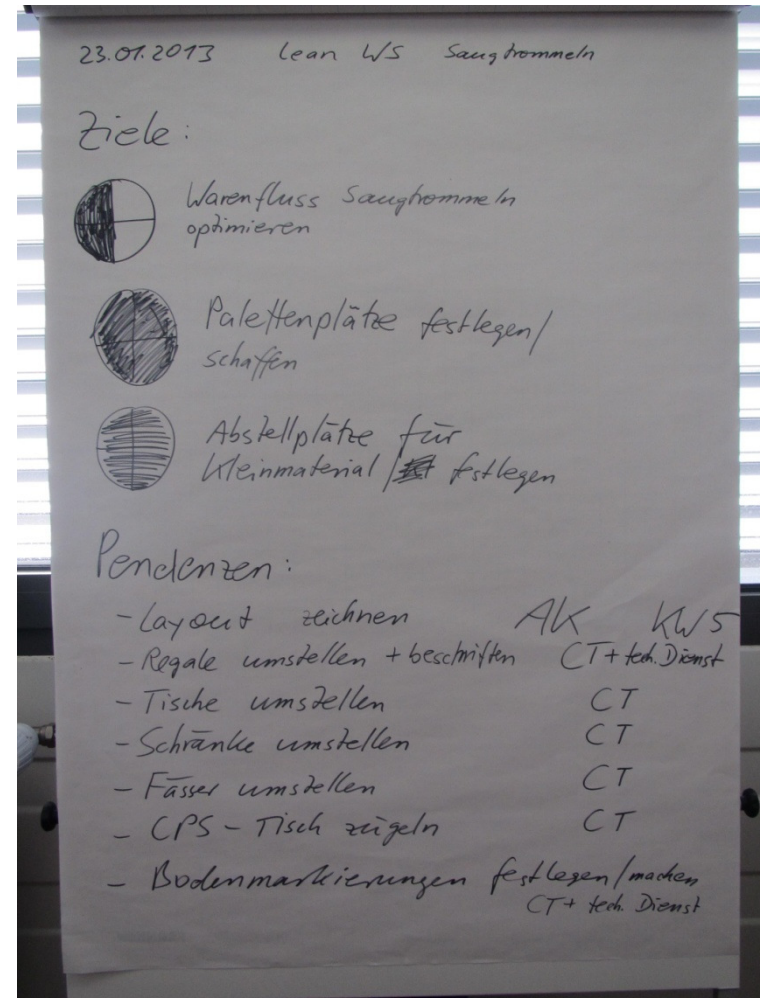 23.01.2013 Lean WS Saugtrommeln
Ziele:
Warenfluss Saugtrommeln
optimieren
Palettenplätze festlegen/
schaffen
Abstellplätze für
Kleinmaterial/ festlegen
Pendenzen:
- Layout zeichnen AK KW5
- Regale umstellen + beschriften CT + tech. Dienst
- Tische umstellen CT
- Schränke umstellen CT
- Fässer umstellen CT
- CPS-Tisch zügeln CT
- Bodenmarkierungen festlegen/machen
CT + tech. Dienst